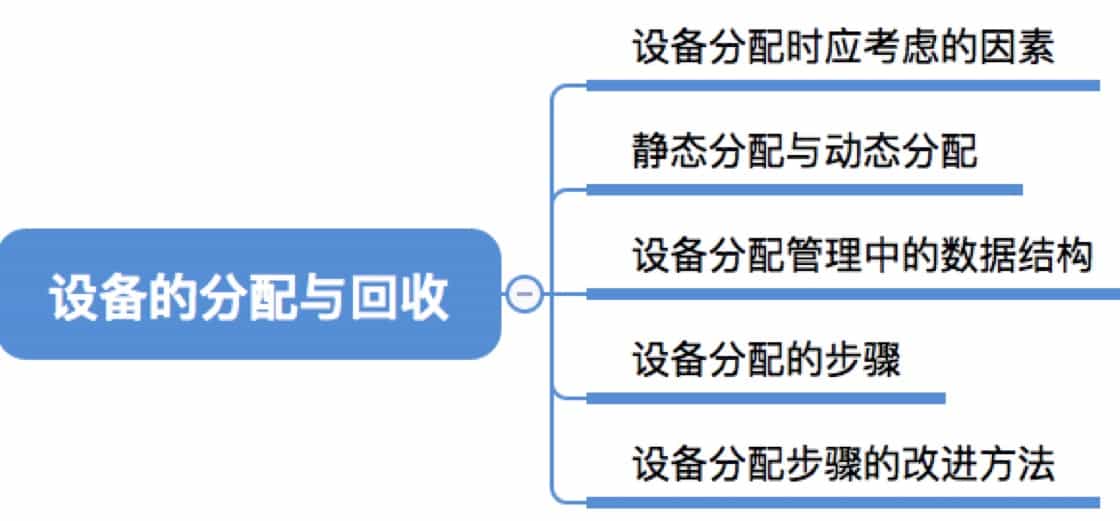 设备分配时应考虑的因素
静态分配与动态分配
设备分配管理中的数据结构
设备的分配与回收
设备分配的步骤
设备分配步骤的改进方法